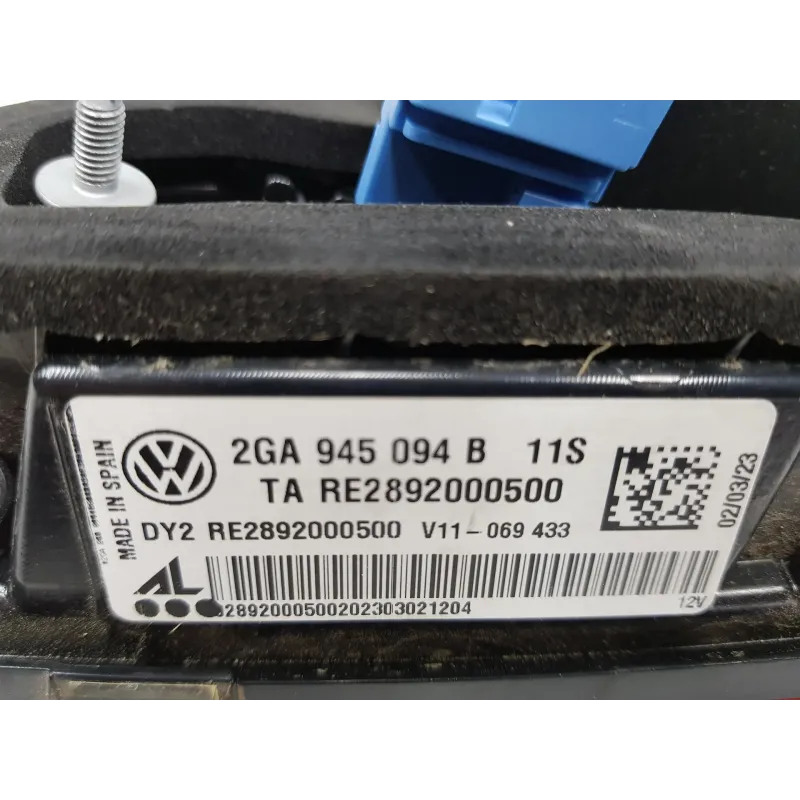 2GA 945 094 B 11S
TA RE2892000500
DY2 RE2892000500 V11-069 433
AL
2892000500202303021204
12V
02/03/23
MADE IN SPAIN